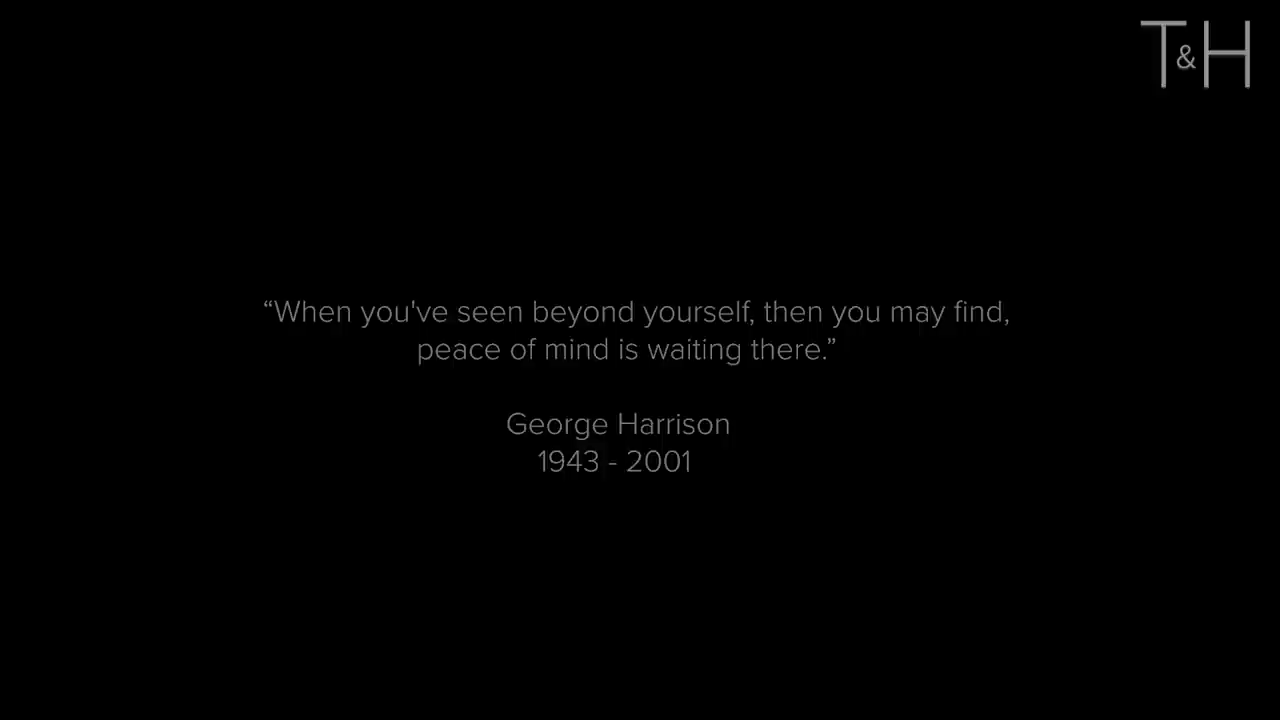 T&H
“When you've seen beyond yourself, then you may find,
peace of mind is waiting there.”
George Harrison
1943 - 2001